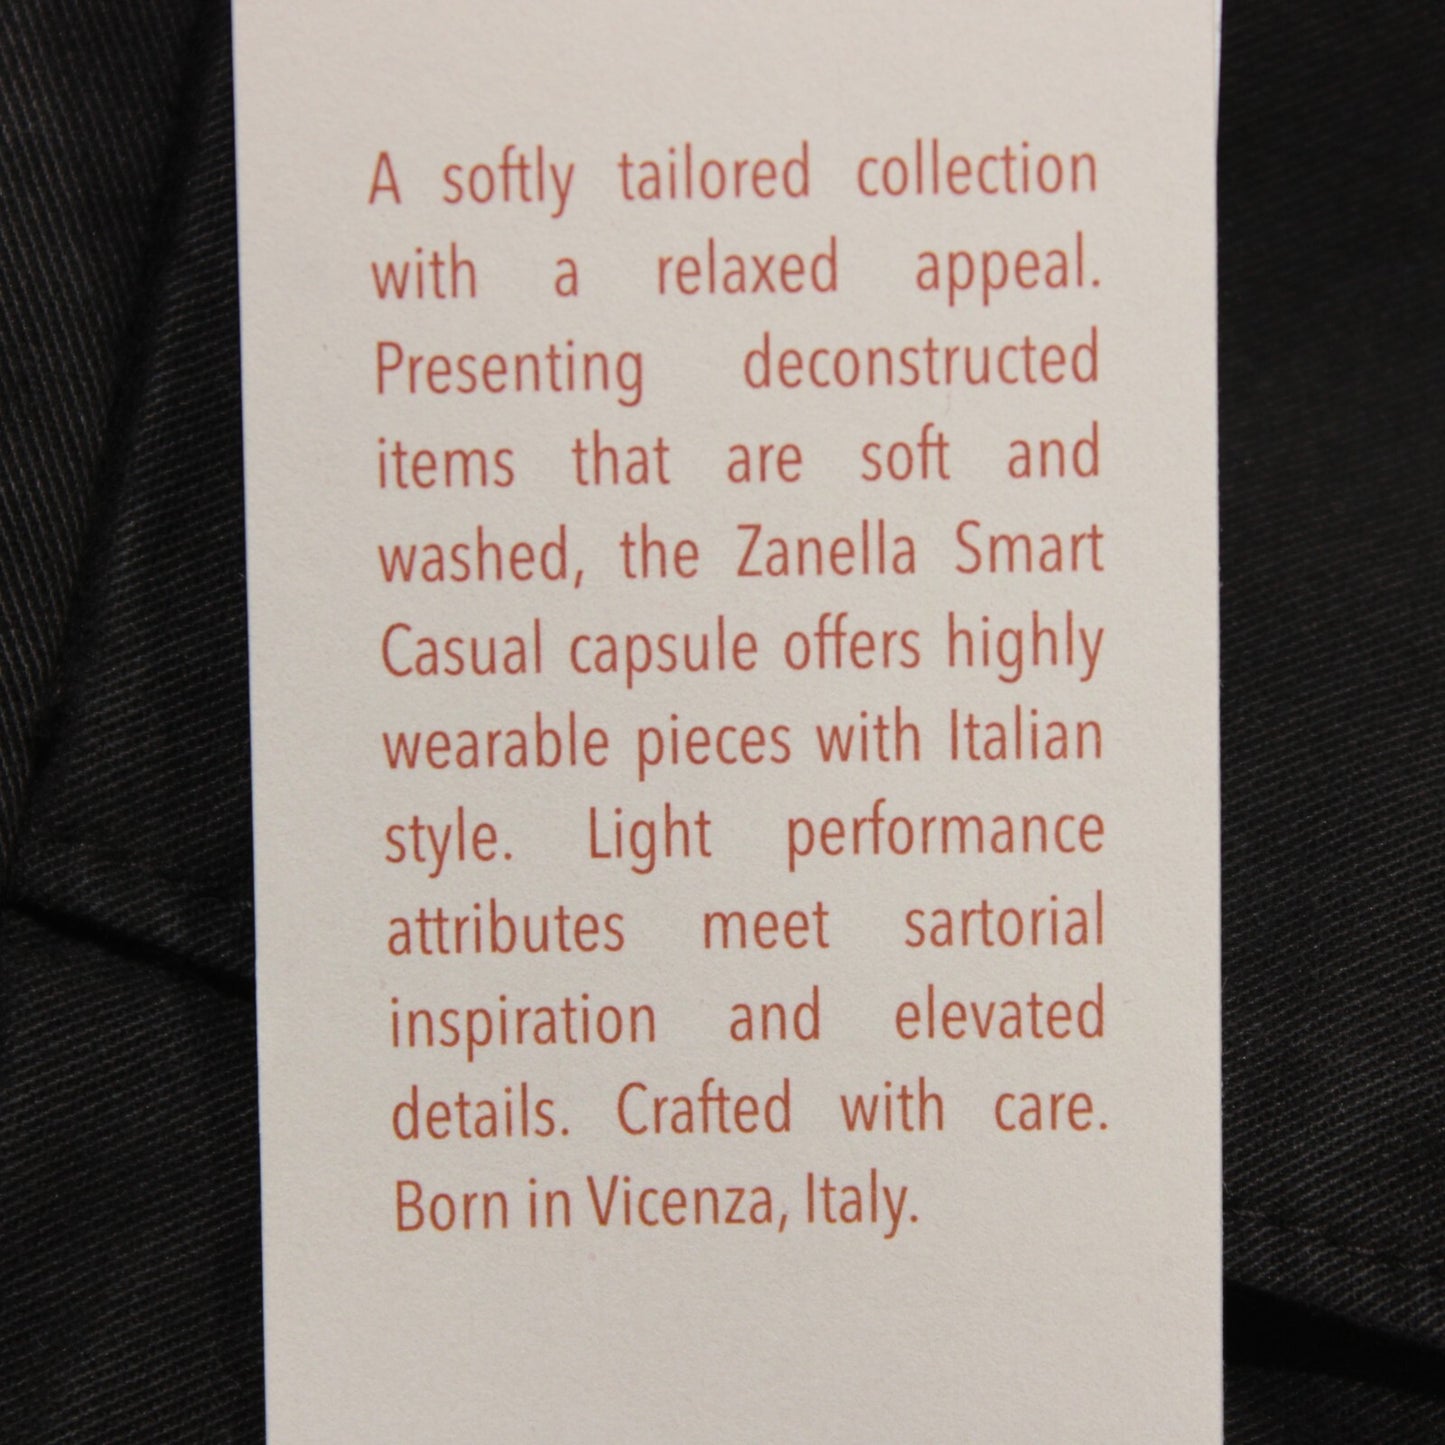 A softly tailored collection
with a relaxed appeal.
Presenting deconstructed
items that are soft and
washed, the Zanella Smart
Casual capsule offers highly
wearable pieces with Italian
style. Light performance
attributes meet sartorial
inspiration and elevated
details. Crafted with care.
Born in Vicenza, Italy.